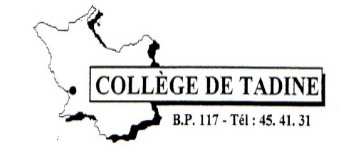 COLLÈGE DE TADINE
B.P. 117 - Tél : 45. 41. 31